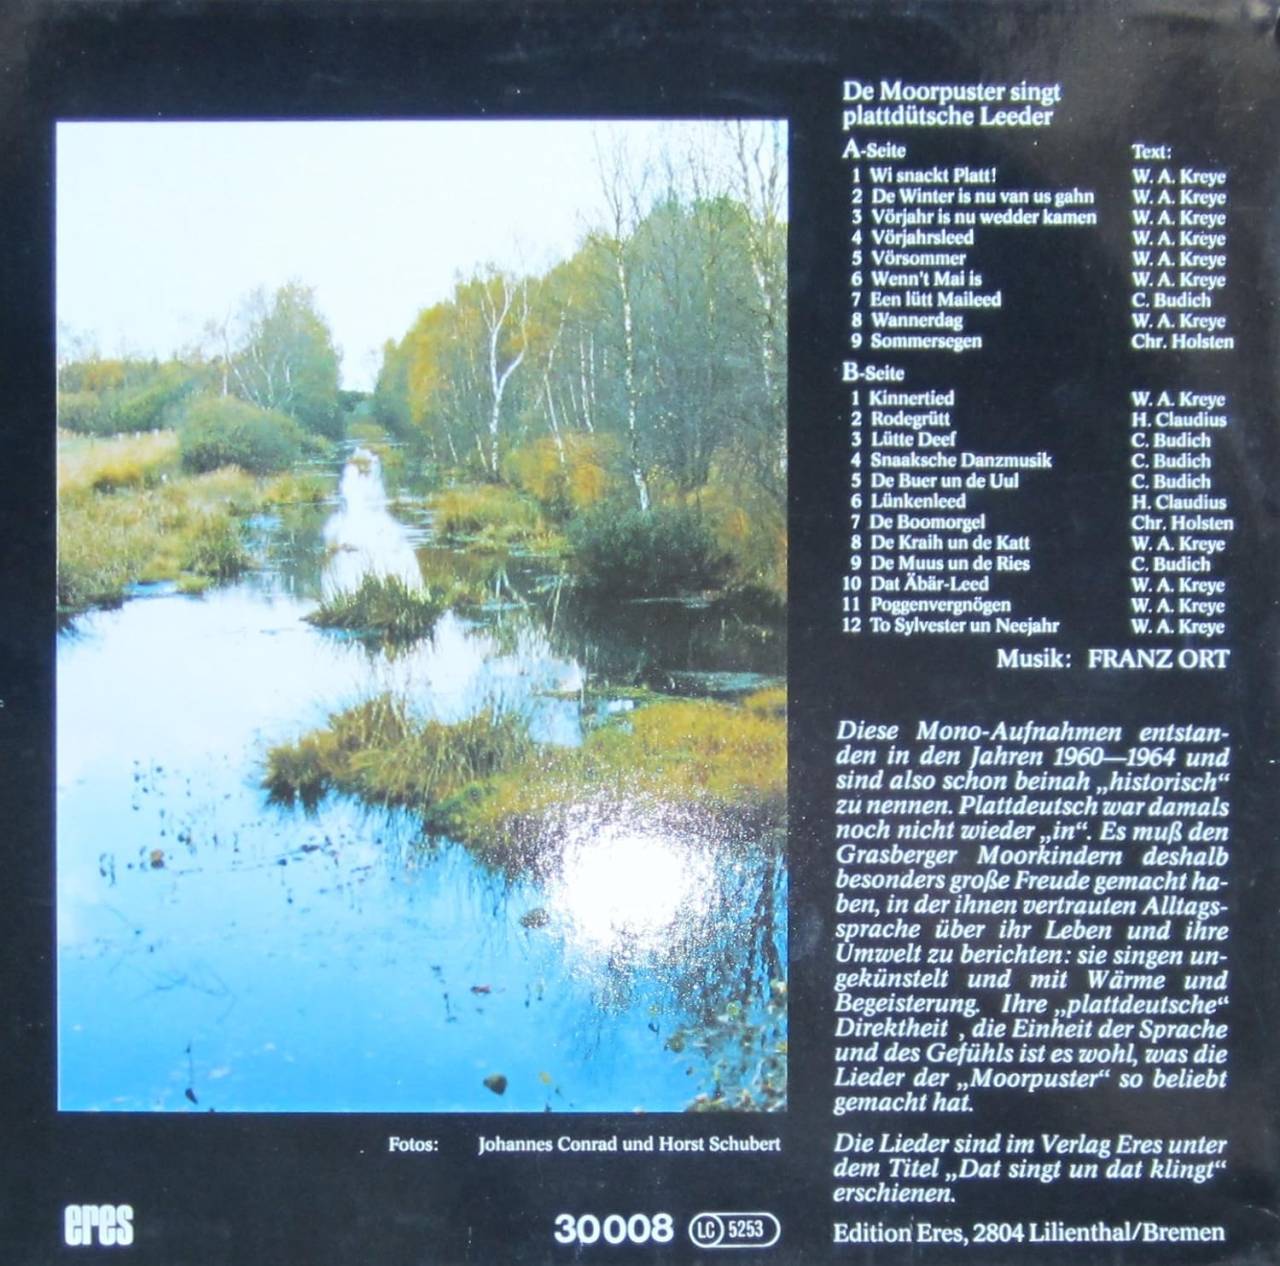 De Moorpuster singt
plattdütsche Leeder
A-Seite Text:
1 Wi snackt Platt! W. A. Kreye
2 De Winter is nu van us gahn W. A. Kreye
3 Vörjahr is nu wedder kamen W. A. Kreye
4 Vörjahrsleed W. A. Kreye
5 Vörsommer W. A. Kreye
6 Wenn't Mai is W. A. Kreye
7 Een lütt Maileed C. Budich
8 Wannerdag W. A. Kreye
9 Sommersegen Chr. Holsten
B-Seite
1 Kinnertied W. A. Kreye
2 Rodegrütt H. Claudius
3 Lütte Deef C. Budich
4 Snaaksche Danzmusik C. Budich
5 De Buer un de Uul C. Budich
6 Lünkenleed H. Claudius
7 De Boomorgel Chr. Holsten
8 De Kraih un de Katt W. A. Kreye
9 De Muus un de Ries C. Budich
10 Dat Äbär-Leed W. A. Kreye
11 Poggenvergnögen W. A. Kreye
12 To Sylvester un Neejahr W. A. Kreye
Musik: FRANZ ORT
Diese Mono-Aufnahmen entstan-
den in den Jahren 1960—1964 und
sind also schon beinah „historisch“
zu nennen. Plattdeutsch war damals
noch nicht wieder „in“. Es muß den
Grasberger Moorkindern deshalb
besonders große Freude gemacht ha-
ben, in der ihnen vertrauten Alltags-
sprache über ihr Leben und ihre
Umwelt zu berichten: sie singen un-
gekünstelt und mit Wärme und
Begeisterung. Ihre „plattdeutsche“
Direktheit , die Einheit der Sprache
und des Gefühls ist es wohl, was die
Lieder der „Moorpuster“ so beliebt
gemacht hat.
Die Lieder sind im Verlag Eres unter
dem Titel „Dat singt un dat klingt“
erschienen.
Fotos: Johannes Conrad und Horst Schubert
eres
30008 LC 5253
Edition Eres, 2804 Lilienthal/Bremen